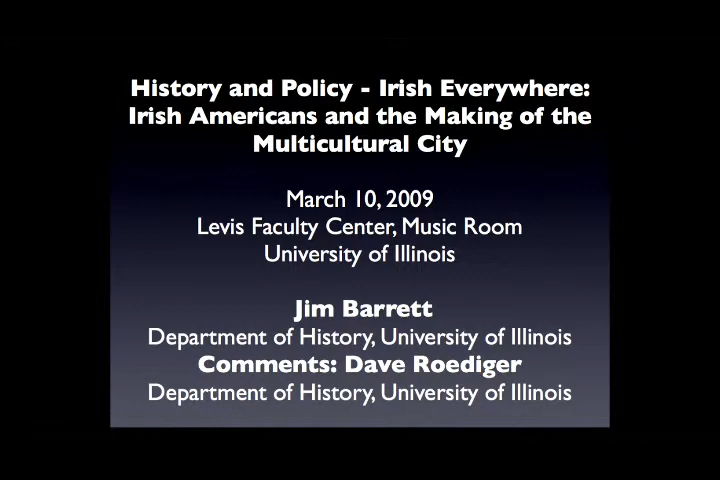 History and Policy - Irish Everywhere:
Irish Americans and the Making of the
Multicultural City
March 10, 2009
Levis Faculty Center, Music Room
University of Illinois
Jim Barrett
Department of History, University of Illinois
Comments: Dave Roediger
Department of History, University of Illinois